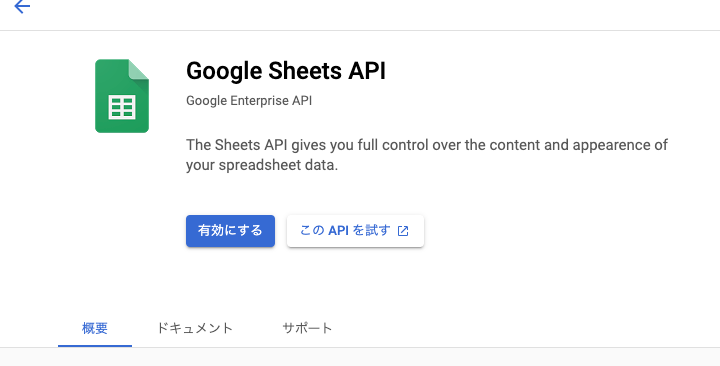 Google Sheets API
Google Enterprise API
The Sheets API gives you full control over the content and appearence of
your spreadsheet data.
有効にする
この API を試す
概要
ドキュメント
サポート